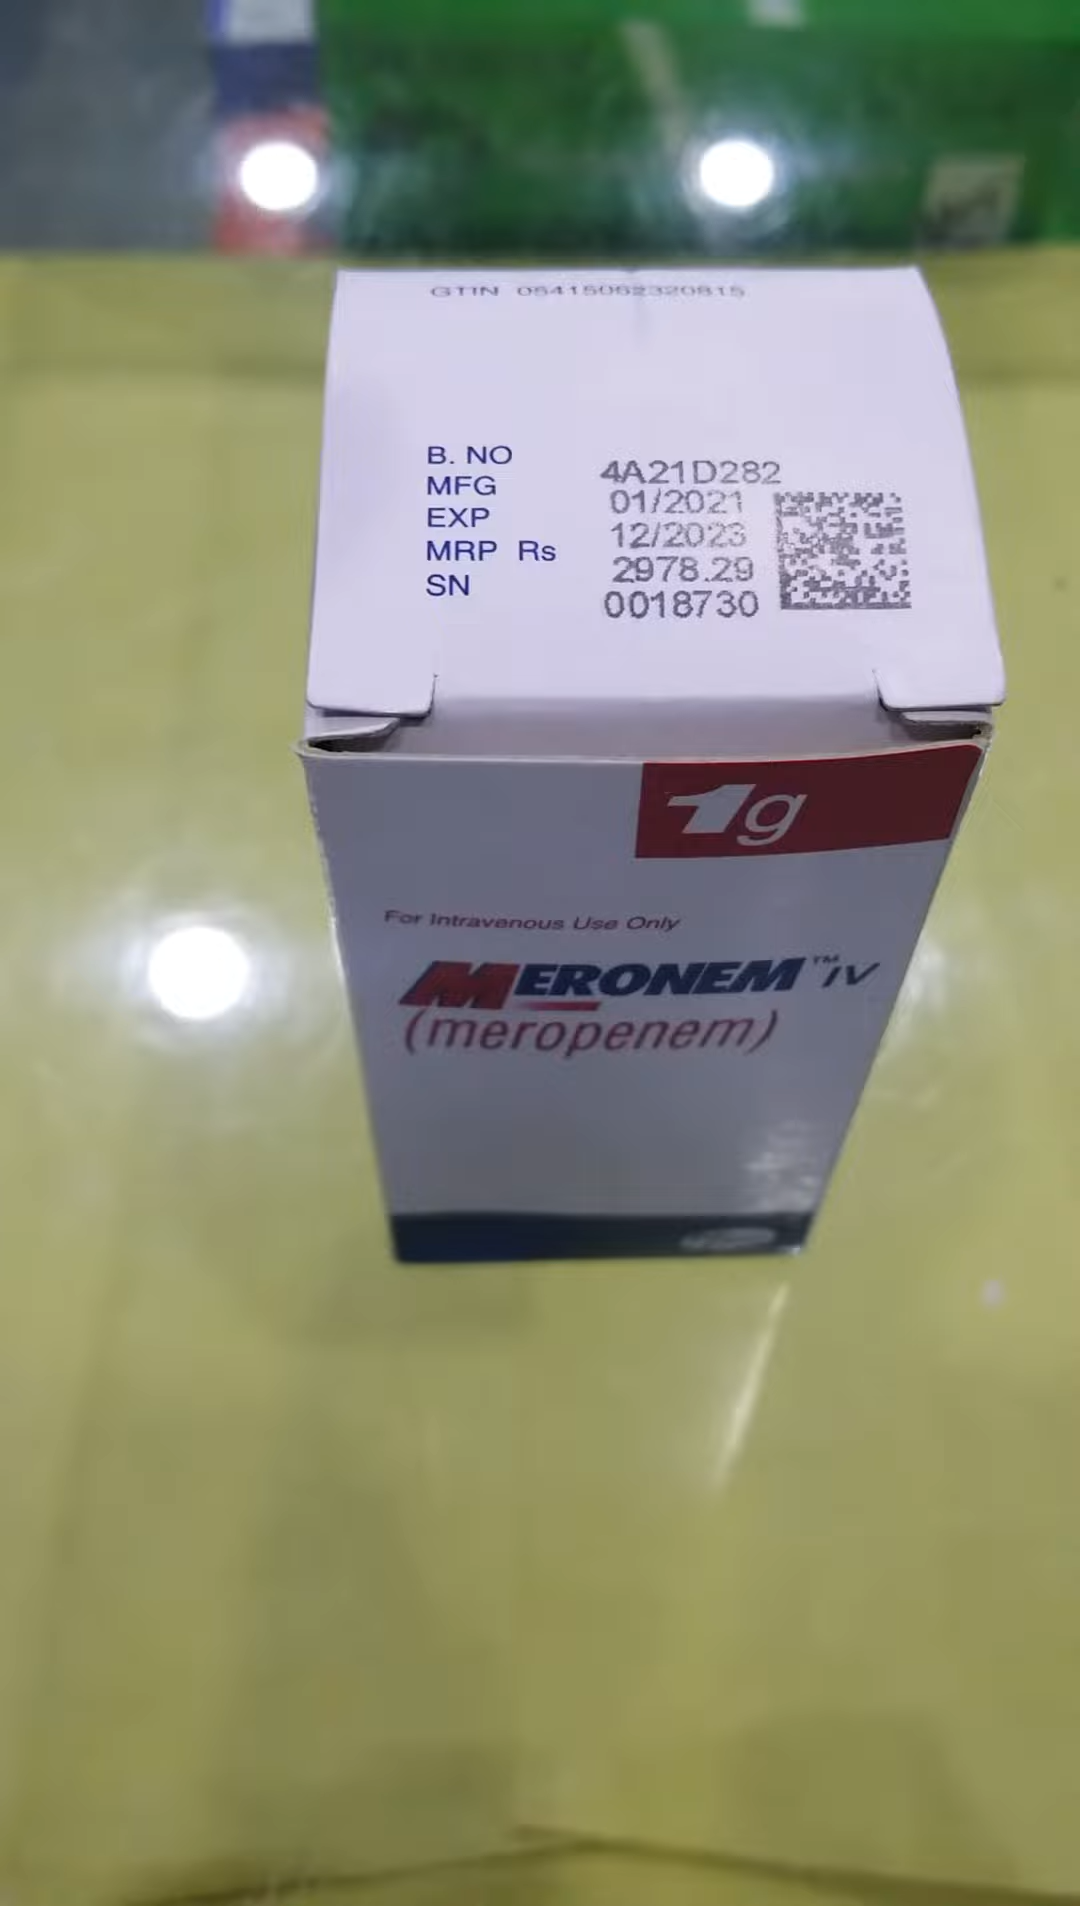 GTIN 05415062320815
B. NO 4A21D282
MFG 01/2021
EXP 12/2023
MRP Rs 2978.29
SN 0018730
1g
For Intravenous Use Only
MERONEM™ IV
(meropenem)